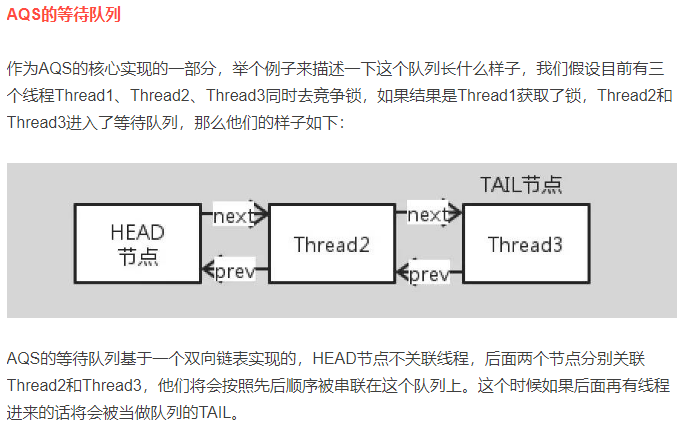 AQS的等待队列
作为AQS的核心实现的一部分，举个例子来描述一下这个队列长什么样子，我们假设目前有三
个线程Thread1、Thread2、Thread3同时去竞争锁，如果结果是Thread1获取了锁，Thread2和
Thread3进入了等待队列，那么他们的样子如下：
TAIL节点
HEAD
节点
next
prev
Thread2
next
prev
Thread3
AQS的等待队列基于一个双向链表实现的，HEAD节点不关联线程，后面两个节点分别关联
Thread2和Thread3，他们将会按照先后顺序被串联在这个队列上。这个时候如果后面再有线程
进来的话将会被当做队列的TAIL。